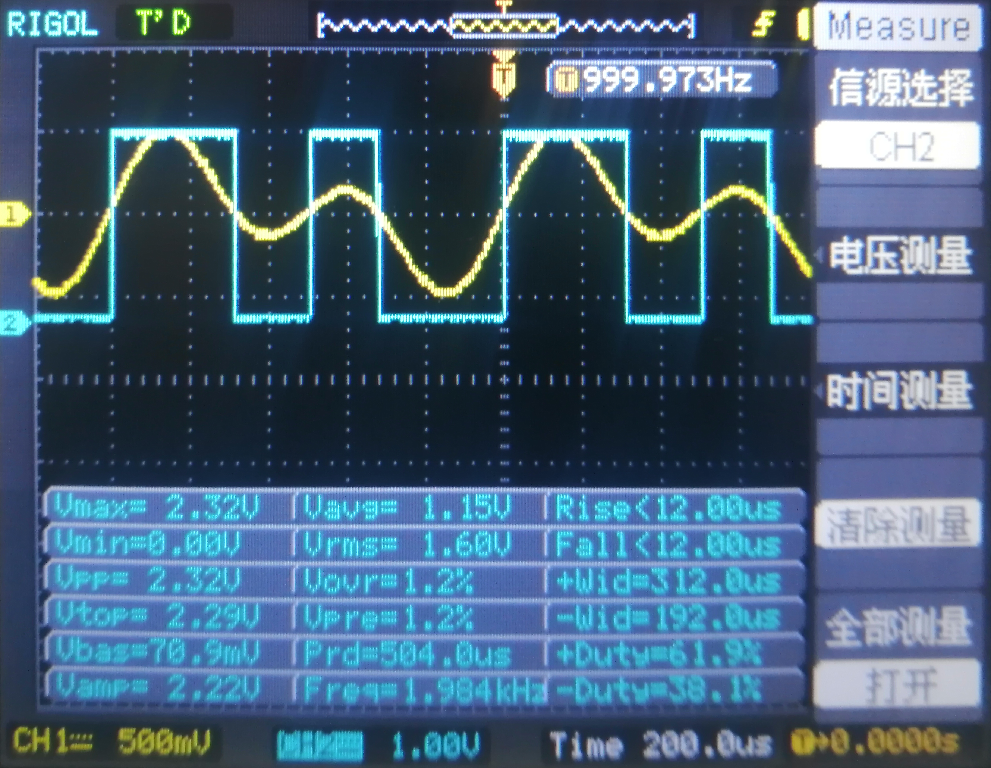 RIGOL T'D T Measure
T 999.973Hz
信源选择
CH2
1
电压测量
2
时间测量
Vmax= 2.32V Vavg= 1.15V Rise<12.00us
清除测量
Vmin=0.00V Vrms= 1.60V Fall<12.00us
Vpp= 2.32V Vovr=1.2% +Wid=312.0us
Vtop= 2.29V Vpre=1.2% -Wid=192.0us
全部测量
Vbas=70.9mV Prd=504.0us +Duty=61.9%
Vamp= 2.22V Freq=1.984kHz -Duty=38.1%
打开
CH1 500mV 1.00V Time 200.0us T→0.0000s